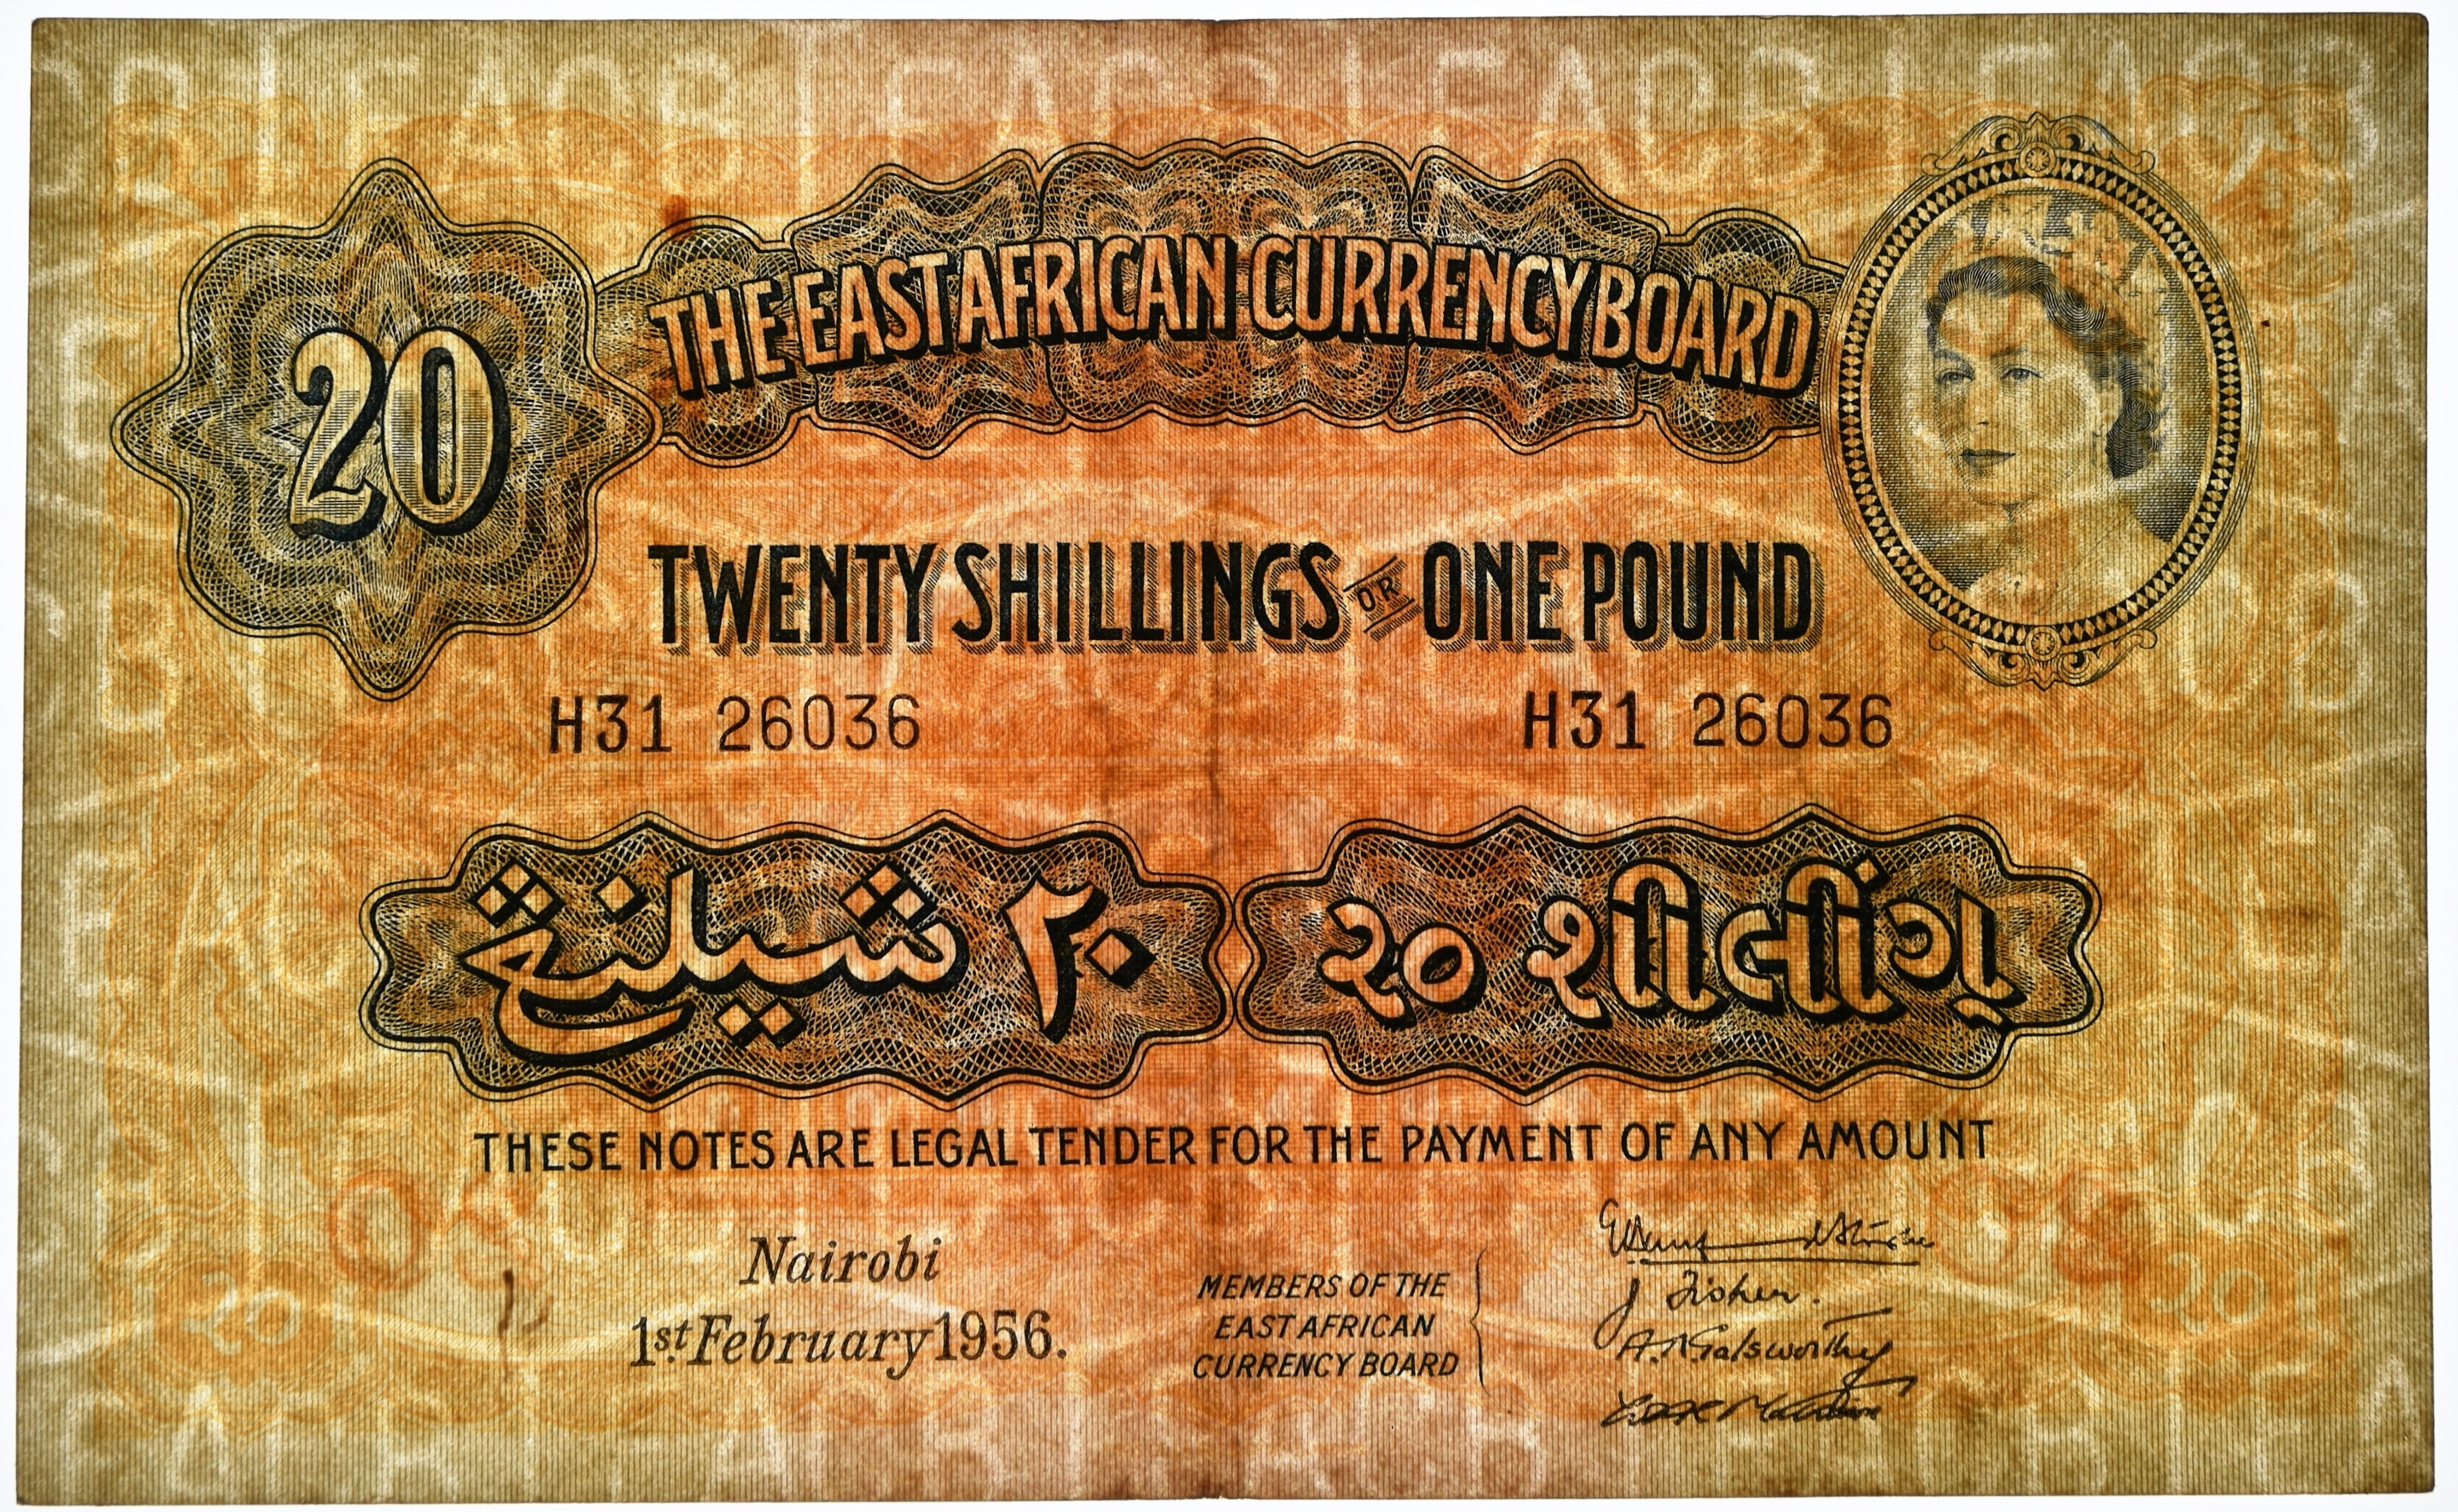 20
THE EAST AFRICAN CURRENCY BOARD
TWENTY SHILLINGS OR ONE POUND
H31 26036
H31 26036
٢٠ شيلنغ
૨૦ શીલીંગ્
THESE NOTES ARE LEGAL TENDER FOR THE PAYMENT OF ANY AMOUNT
Nairobi
1st. February 1956.
MEMBERS OF THE
EAST AFRICAN
CURRENCY BOARD
J Fisher.
A.N. Galsworthy